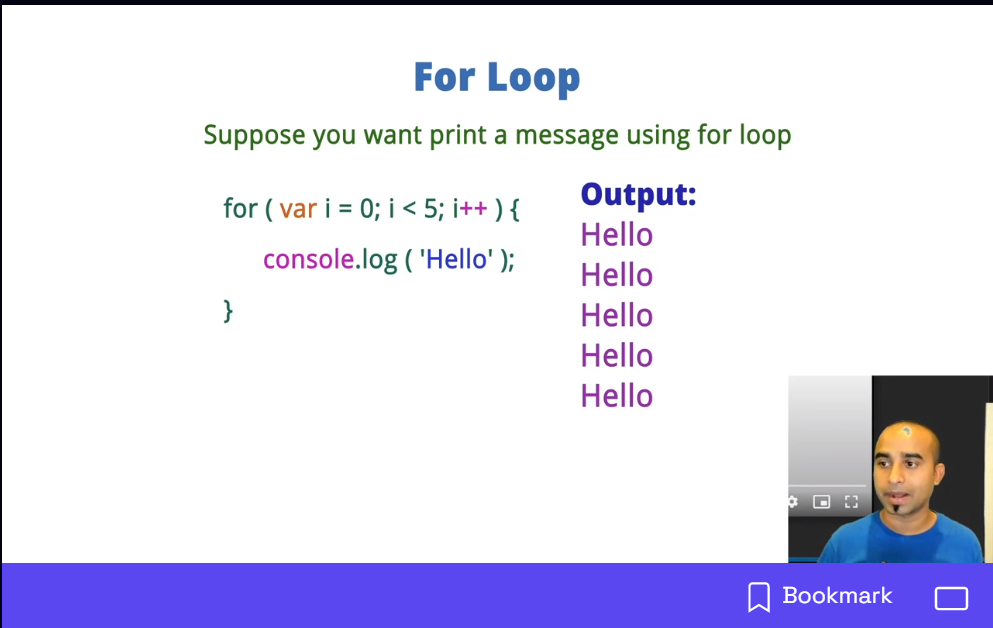 For Loop
Suppose you want print a message using for loop
for ( var i = 0; i < 5; i++ ) {
console.log ( 'Hello' );
}
Output:
Hello
Hello
Hello
Hello
Hello
Bookmark